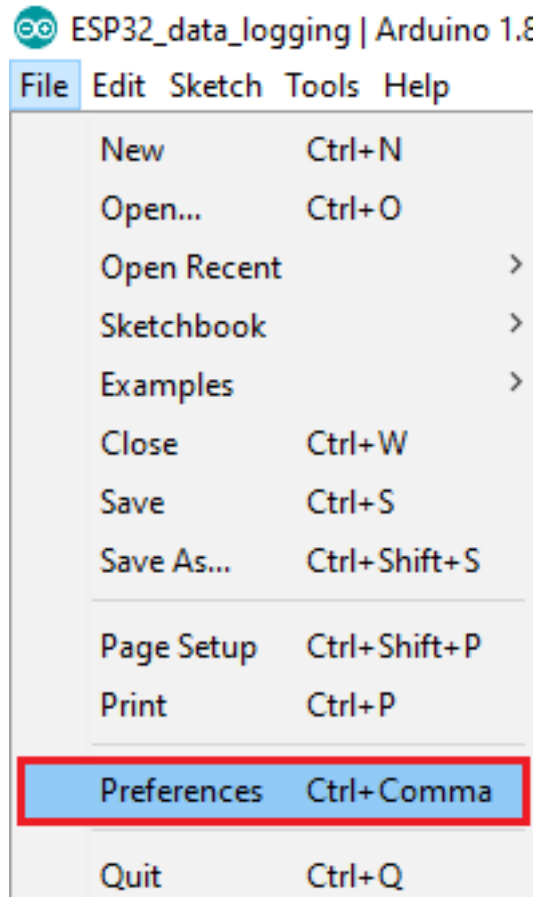 ESP32_data_logging | Arduino 1.8
File Edit Sketch Tools Help
New Ctrl+N
Open... Ctrl+O
Open Recent >
Sketchbook >
Examples >
Close Ctrl+W
Save Ctrl+S
Save As... Ctrl+Shift+S
Page Setup Ctrl+Shift+P
Print Ctrl+P
Preferences Ctrl+Comma
Quit Ctrl+Q